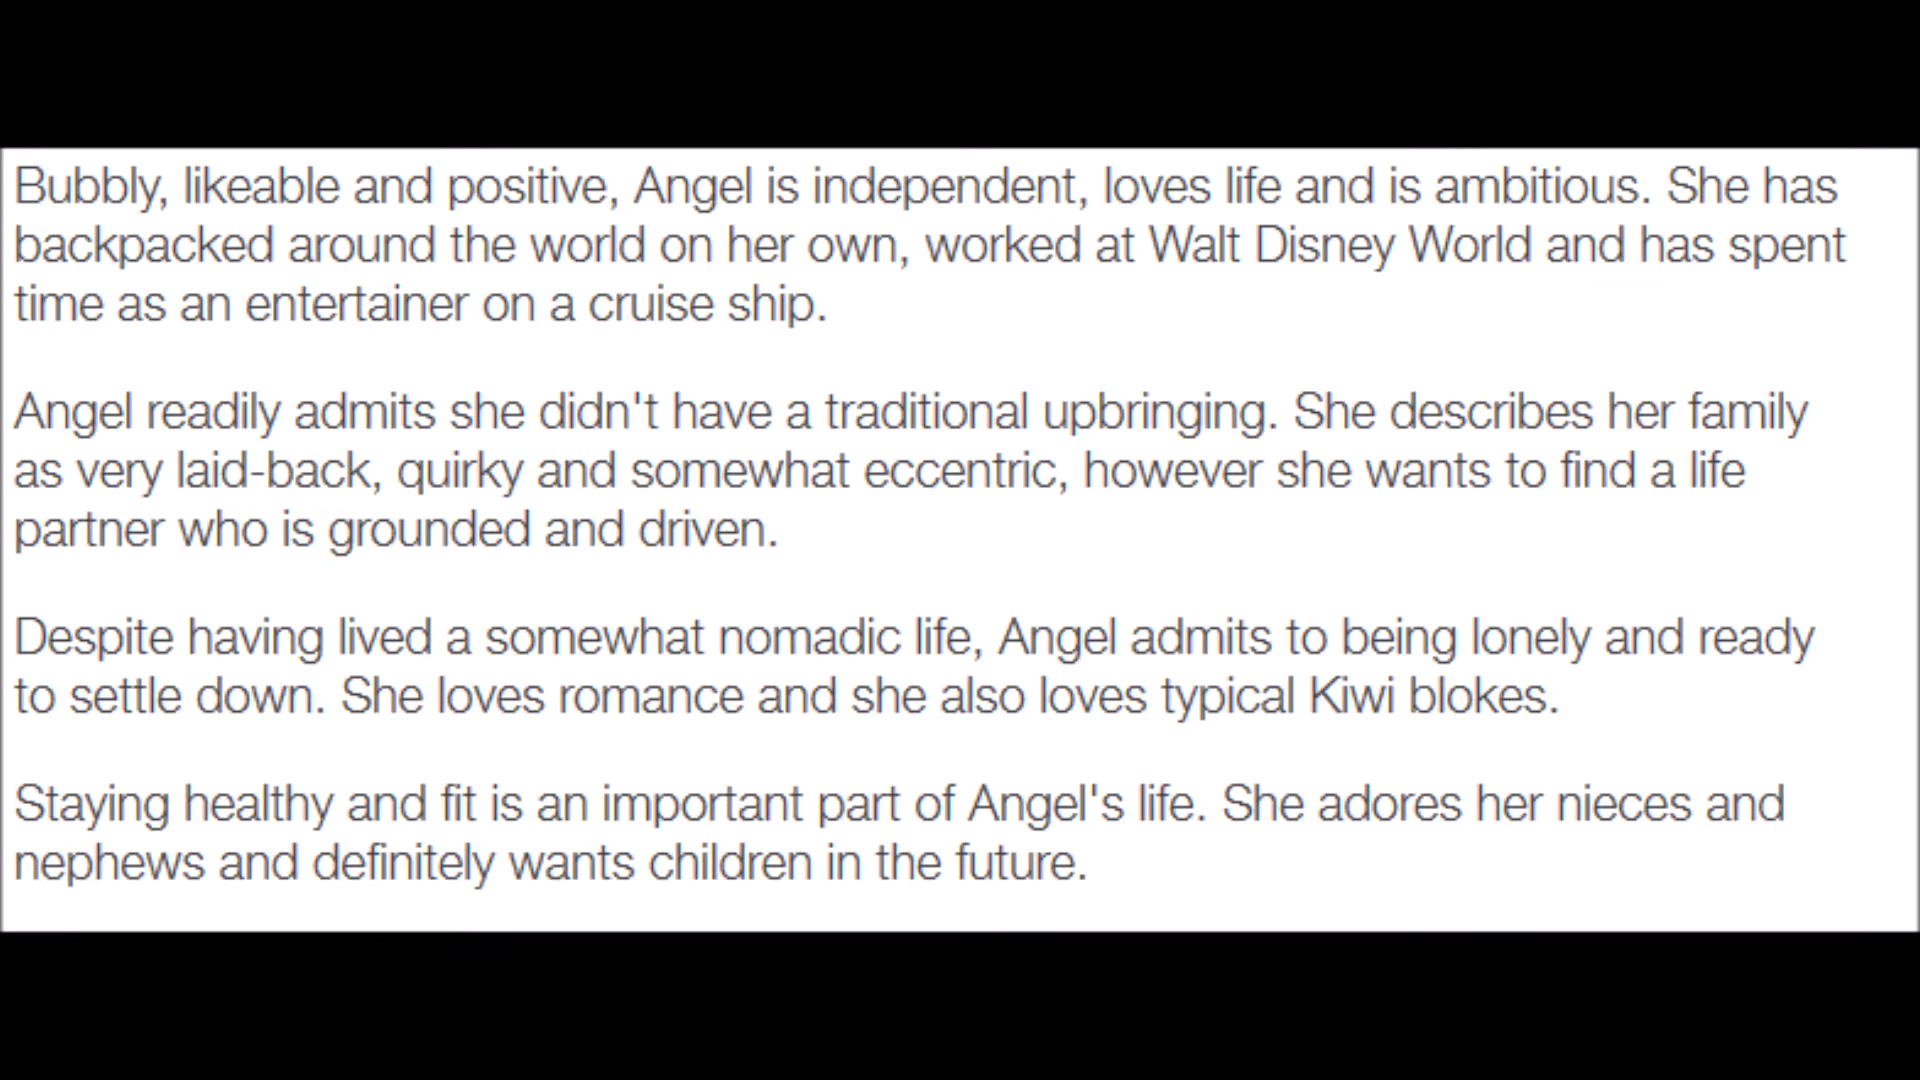 Bubbly, likeable and positive, Angel is independent, loves life and is ambitious. She has
backpacked around the world on her own, worked at Walt Disney World and has spent
time as an entertainer on a cruise ship.
Angel readily admits she didn't have a traditional upbringing. She describes her family
as very laid-back, quirky and somewhat eccentric, however she wants to find a life
partner who is grounded and driven.
Despite having lived a somewhat nomadic life, Angel admits to being lonely and ready
to settle down. She loves romance and she also loves typical Kiwi blokes.
Staying healthy and fit is an important part of Angel's life. She adores her nieces and
nephews and definitely wants children in the future.